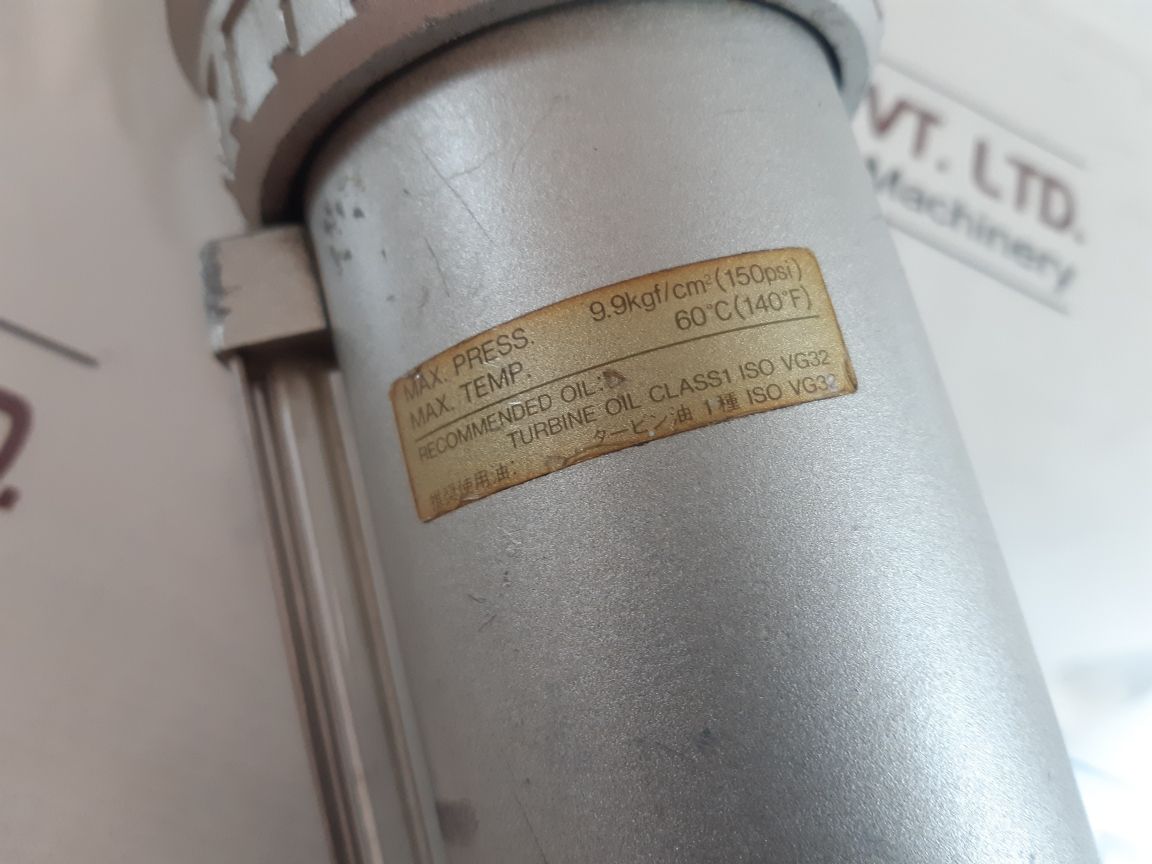 MAX. PRESS. 9.9kgf/cm²(150psi)
MAX. TEMP. 60°C(140°F)
RECOMMENDED OIL:
TURBINE OIL CLASS1 ISO VG32
推奨使用油: タービン油 1種 ISO VG32
VT. LTD.
Machinery